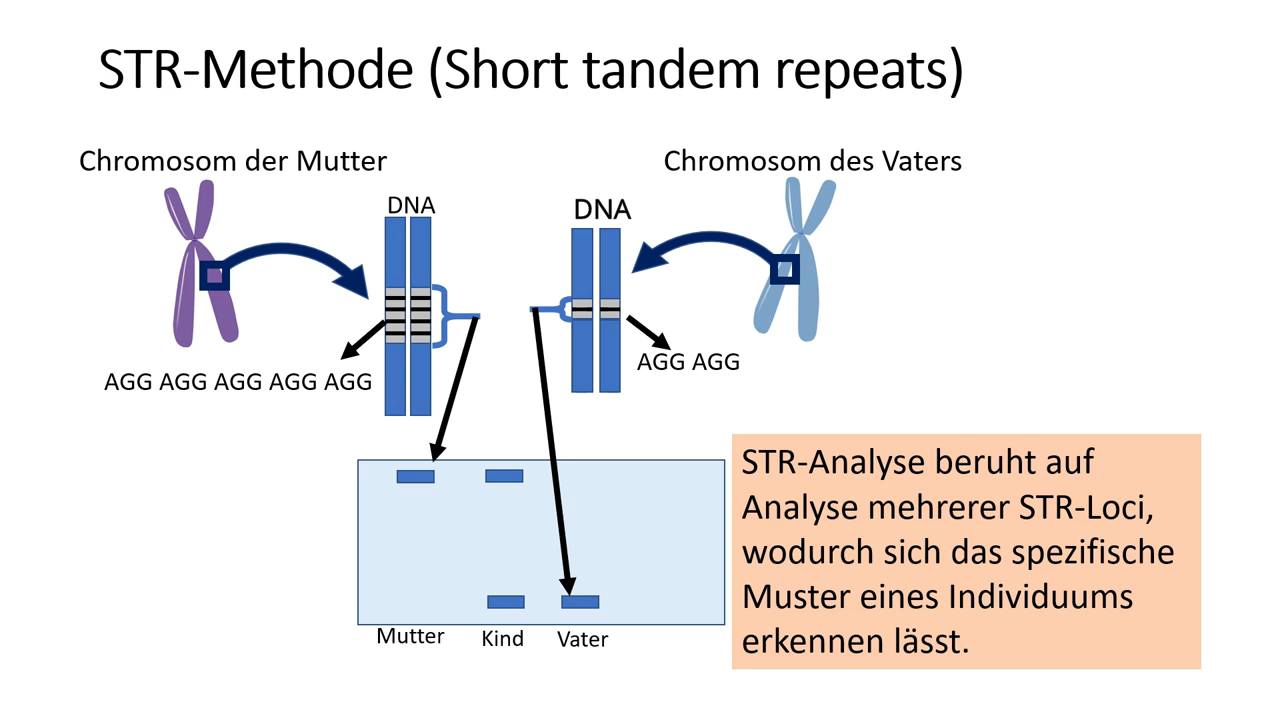 STR-Methode (Short tandem repeats)
Chromosom der Mutter
Chromosom des Vaters
DNA
DNA
AGG AGG AGG AGG AGG
AGG AGG
STR-Analyse beruht auf
Analyse mehrerer STR-Loci,
wodurch sich das spezifische
Muster eines Individuums
erkennen lässt.
Mutter
Kind
Vater